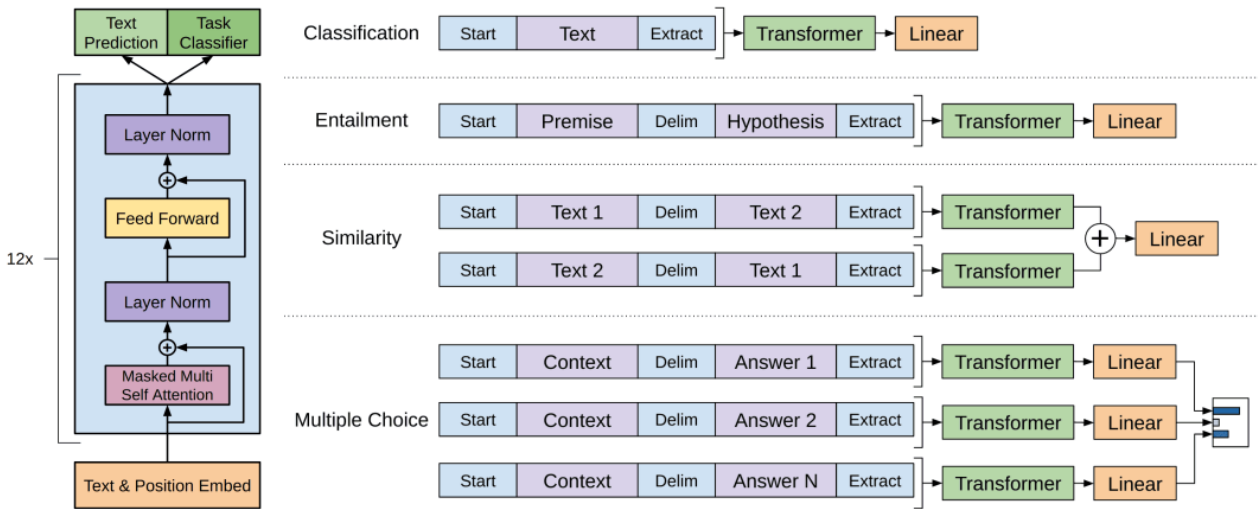 Text
Prediction
Task
Classifier
Layer Norm
Feed Forward
12x
Layer Norm
Masked Multi
Self Attention
Text & Position Embed
Classification
Start Text Extract Transformer Linear
Entailment
Start Premise Delim Hypothesis Extract Transformer Linear
Similarity
Start Text 1 Delim Text 2 Extract Transformer
Start Text 2 Delim Text 1 Extract Transformer
Linear
Multiple Choice
Start Context Delim Answer 1 Extract Transformer Linear
Start Context Delim Answer 2 Extract Transformer Linear
Start Context Delim Answer N Extract Transformer Linear